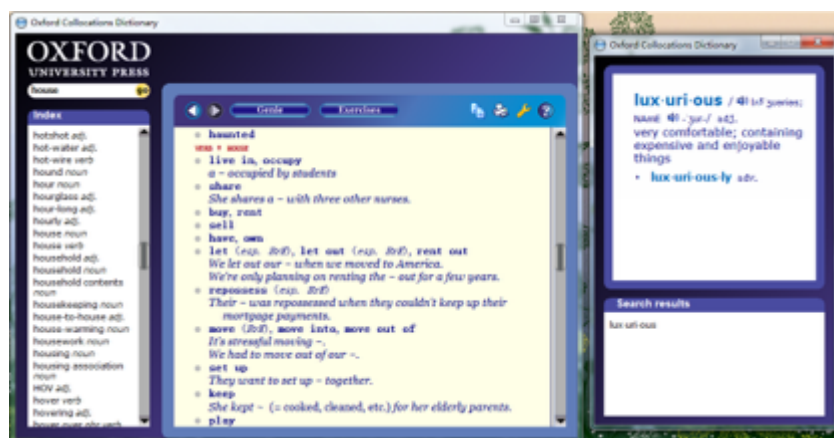 Oxford Collocations Dictionary
OXFORD
UNIVERSITY PRESS
house go
Index
hotshot adj.
hot-water adj.
hot-wire verb
hound noun
hour noun
hourglass adj.
hour-long adj.
hourly adj.
house noun
house verb
household adj.
household noun
household contents
noun
housekeeping noun
house-to-house adj.
house-warming noun
housework noun
housing noun
housing association
noun
HOV adj.
hover verb
hovering adj.
hover over phr verb
Genie Exercises
haunted
VERB + HOUSE
live in, occupy
a ~ occupied by students
share
She shares a ~ with three other nurses.
buy, rent
sell
have, own
let (esp. BrE), let out (esp. BrE), rent out
We let out our ~ when we moved to America.
We're only planning on renting the ~ out for a few years.
repossess (esp. BrE)
Their ~ was repossessed when they couldn't keep up their
mortgage payments.
move (BrE), move into, move out of
It's stressful moving ~.
We had to move out of our ~.
set up
They want to set up ~ together.
keep
She kept ~ (= cooked, cleaned, etc.) for her elderly parents.
play
Oxford Collocations Dictionary
lux·uri·ous /
NAmE / adj.
very comfortable; containing
expensive and enjoyable
things
• lux·uri·ous·ly adv.
Search results
lux·uri·ous